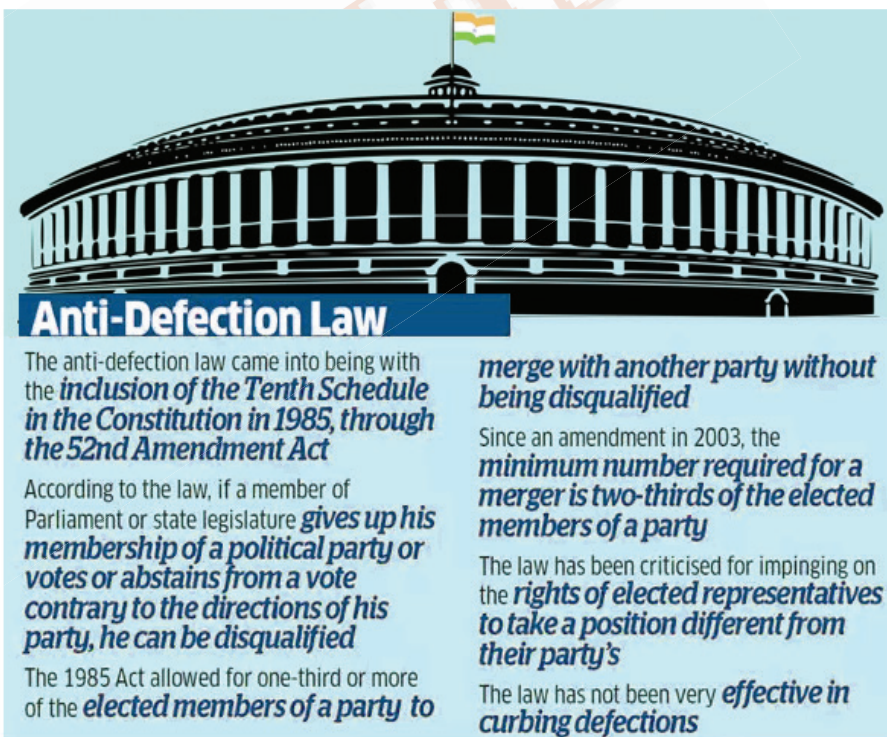 Anti-Defection Law
The anti-defection law came into being with
the inclusion of the Tenth Schedule
in the Constitution in 1985, through
the 52nd Amendment Act
According to the law, if a member of
Parliament or state legislature gives up his
membership of a political party or
votes or abstains from a vote
contrary to the directions of his
party, he can be disqualified
The 1985 Act allowed for one-third or more
of the elected members of a party to
merge with another party without
being disqualified
Since an amendment in 2003, the
minimum number required for a
merger is two-thirds of the elected
members of a party
The law has been criticised for impinging on
the rights of elected representatives
to take a position different from
their party's
The law has not been very effective in
curbing defections